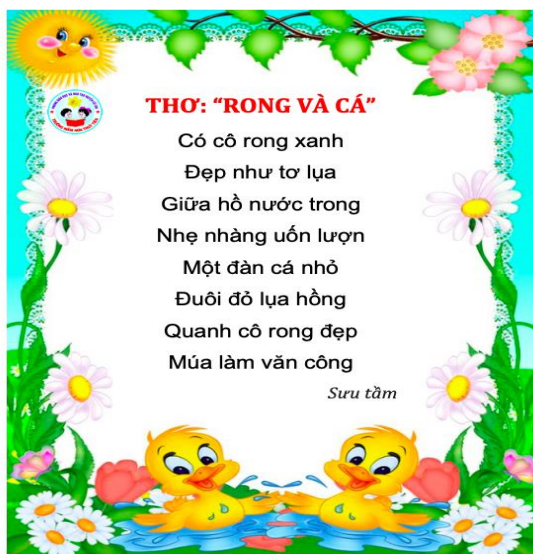 THƠ: “RONG VÀ CÁ”
Có cô rong xanh
Đẹp như tơ lụa
Giữa hồ nước trong
Nhẹ nhàng uốn lượn
Một đàn cá nhỏ
Đuôi đỏ lụa hồng
Quanh cô rong đẹp
Múa làm văn công
Sưu tầm